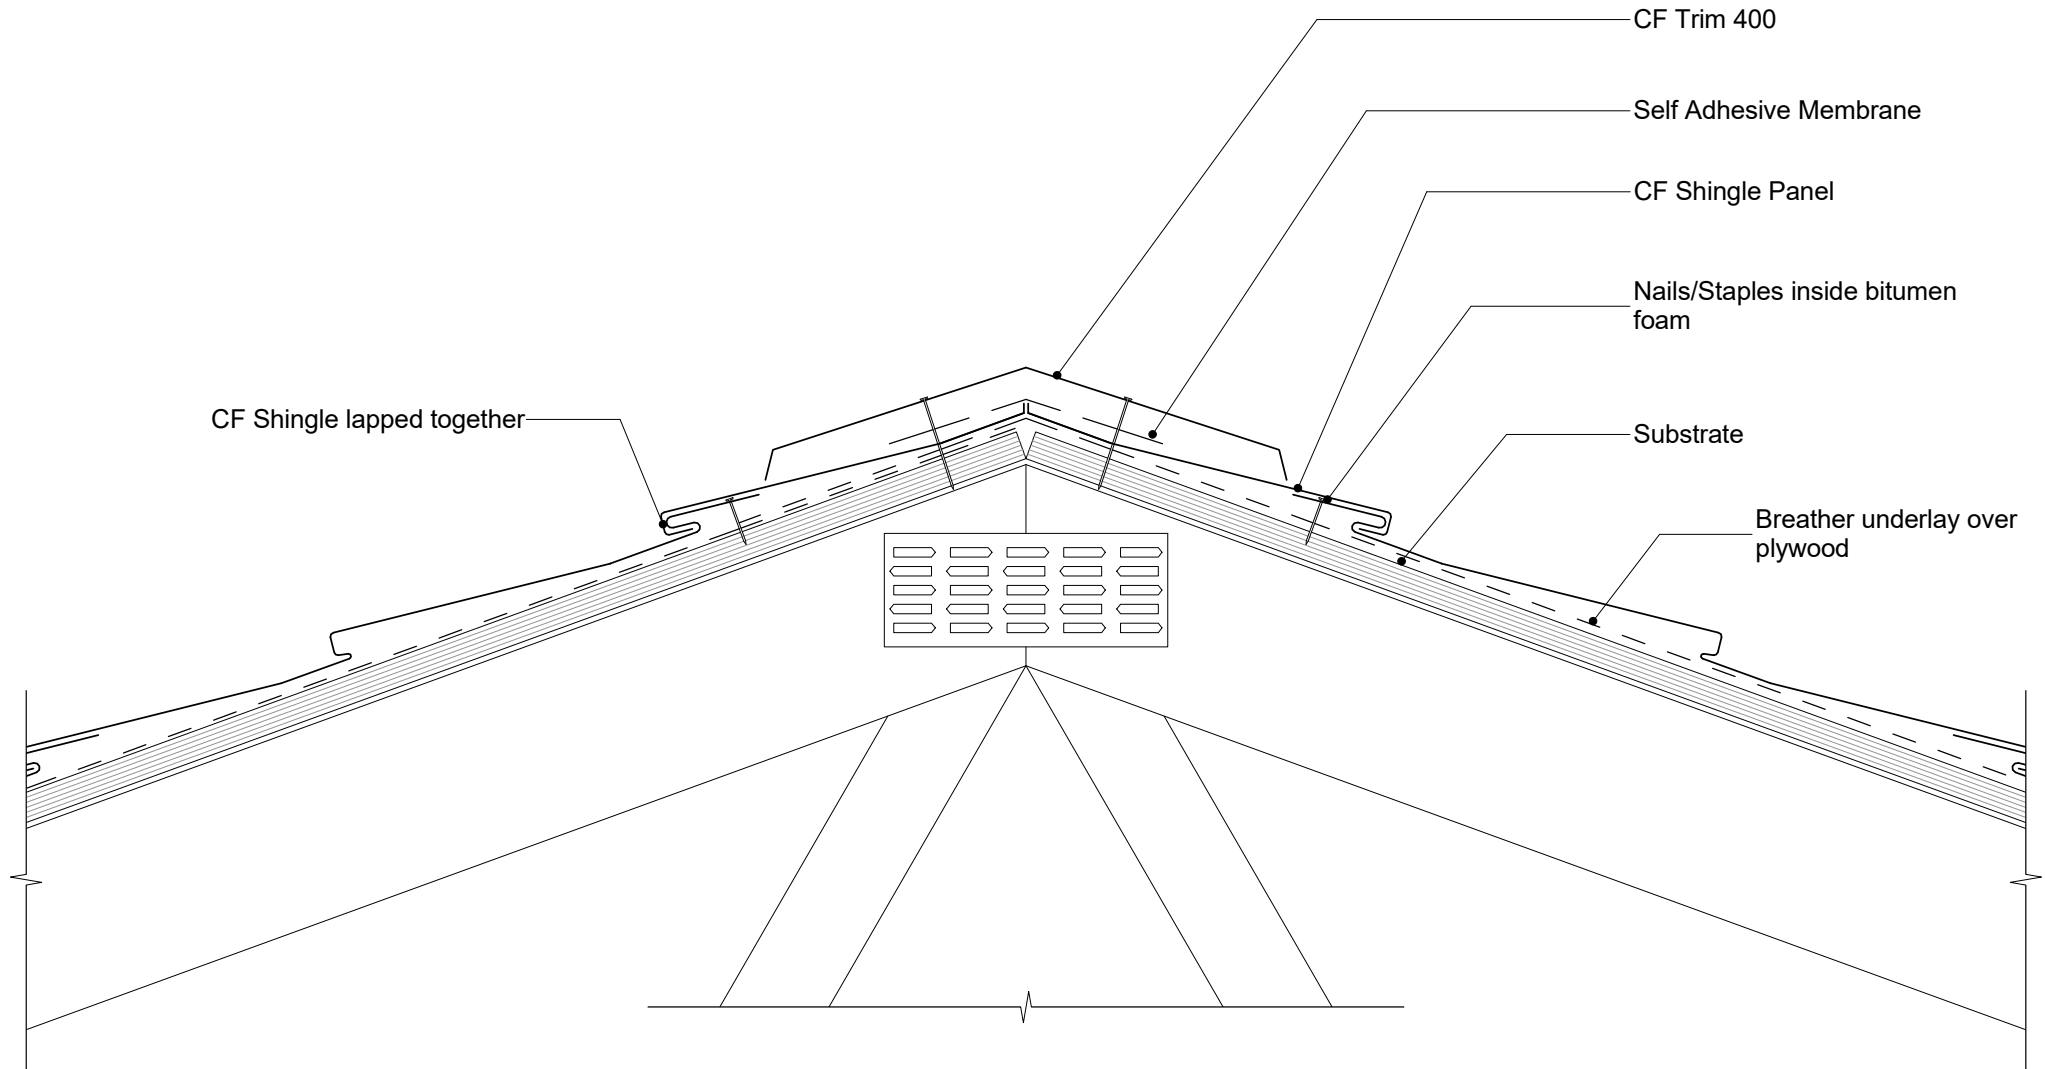 CF Trim 400
Self Adhesive Membrane
CF Shingle Panel
Nails/Staples inside bitumen
foam
CF Shingle lapped together
Substrate
Breather underlay over
plywood